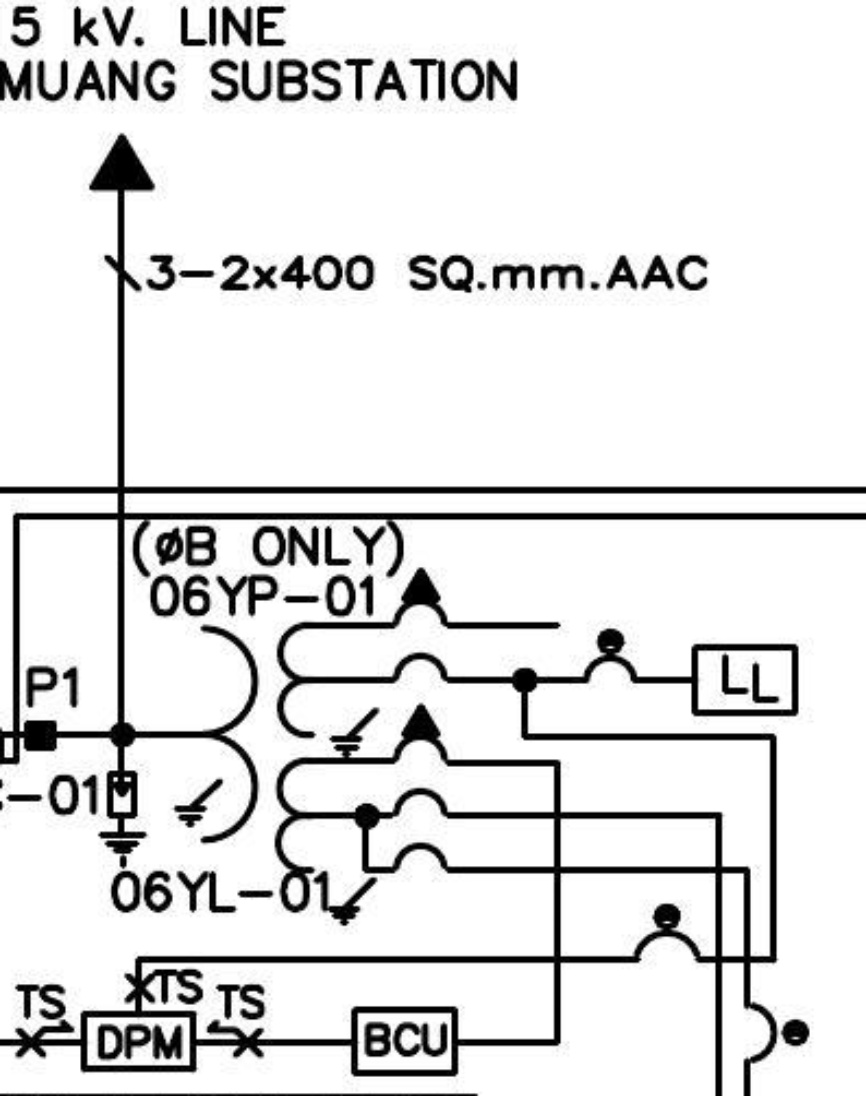 5 kV. LINE
MUANG SUBSTATION
3-2x400 SQ.mm.AAC
(øB ONLY)
06YP-01
P1
LL
-01
06YL-01
TS
TS
TS
DPM
BCU